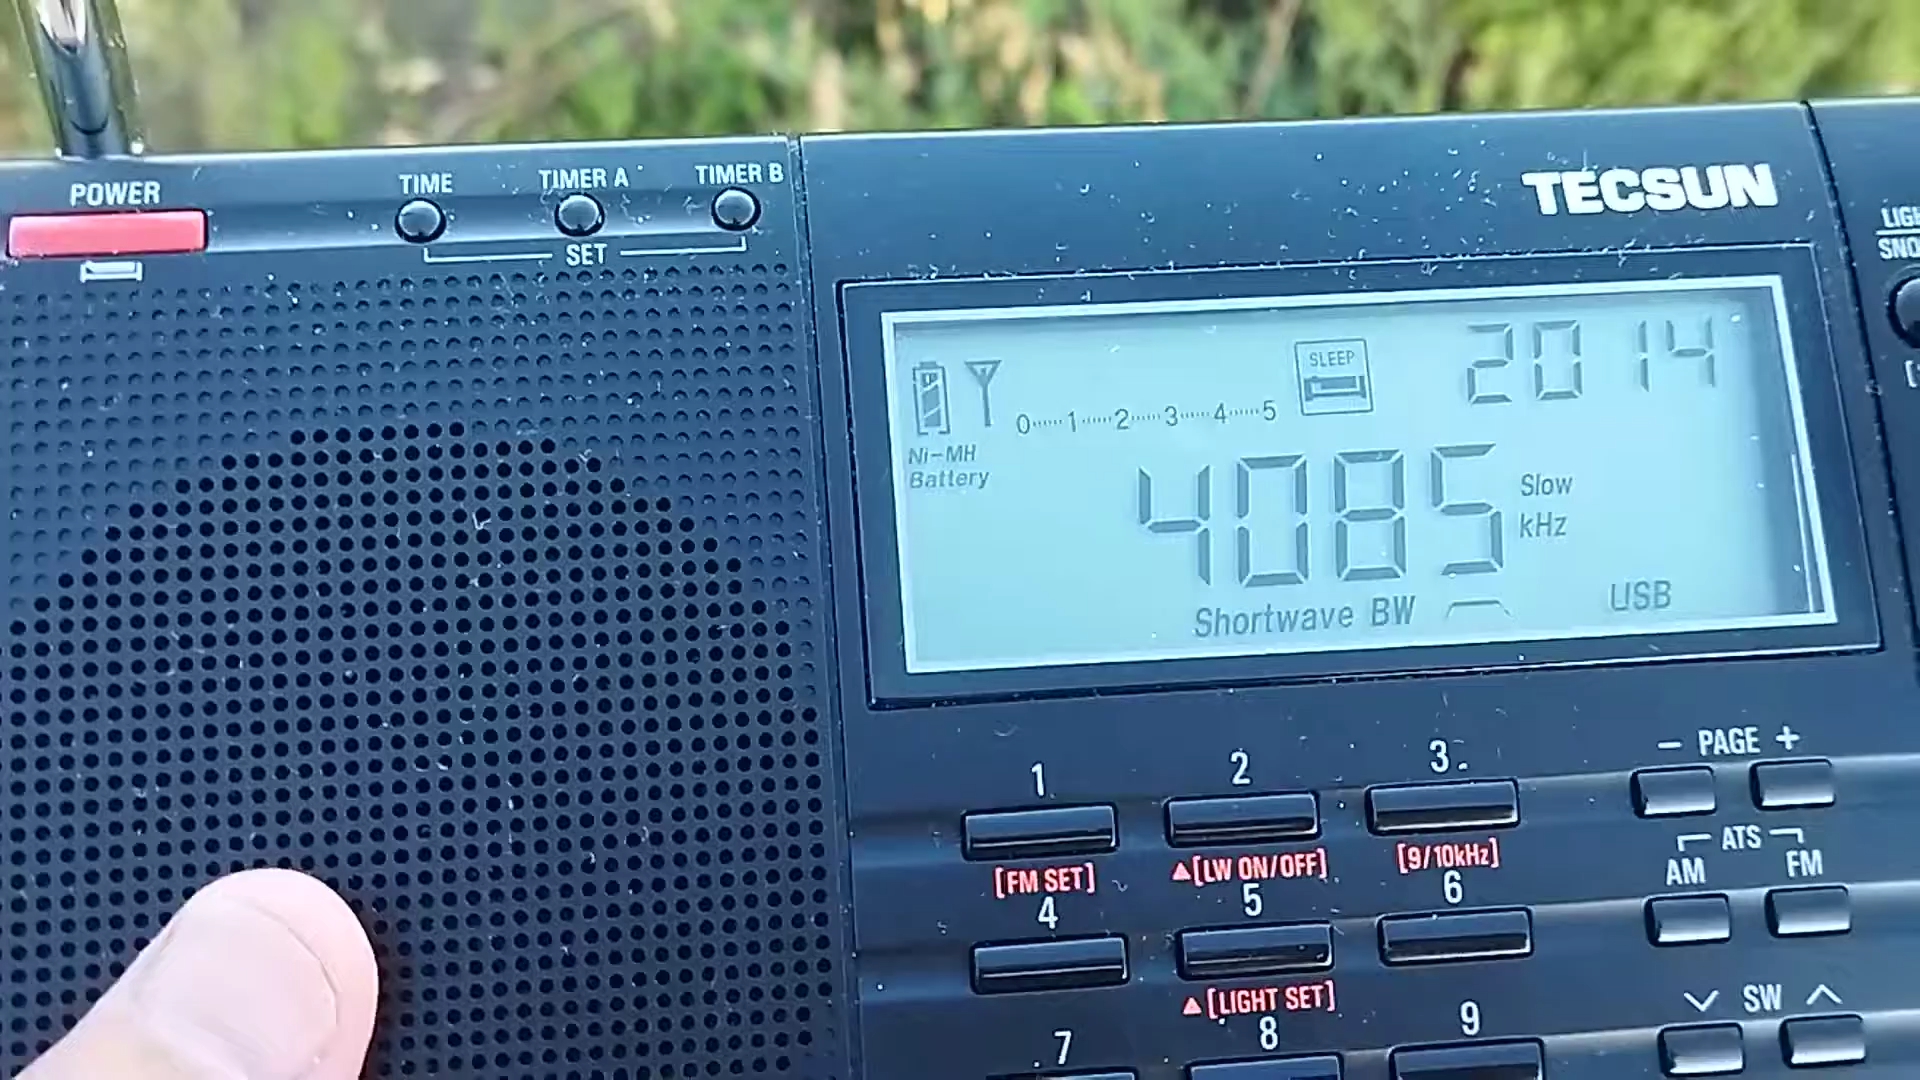 POWER
TIME
TIMER A
TIMER B
SET
TECSUN
SLEEP
2014
0 1 2 3 4 5
Ni-MH
Battery
4085
Slow
kHz
Shortwave BW
USB
1
2
3
- PAGE +
[FM SET]
[LW ON/OFF]
[9/10kHz]
ATS
AM
FM
4
5
6
[LIGHT SET]
SW
7
8
9